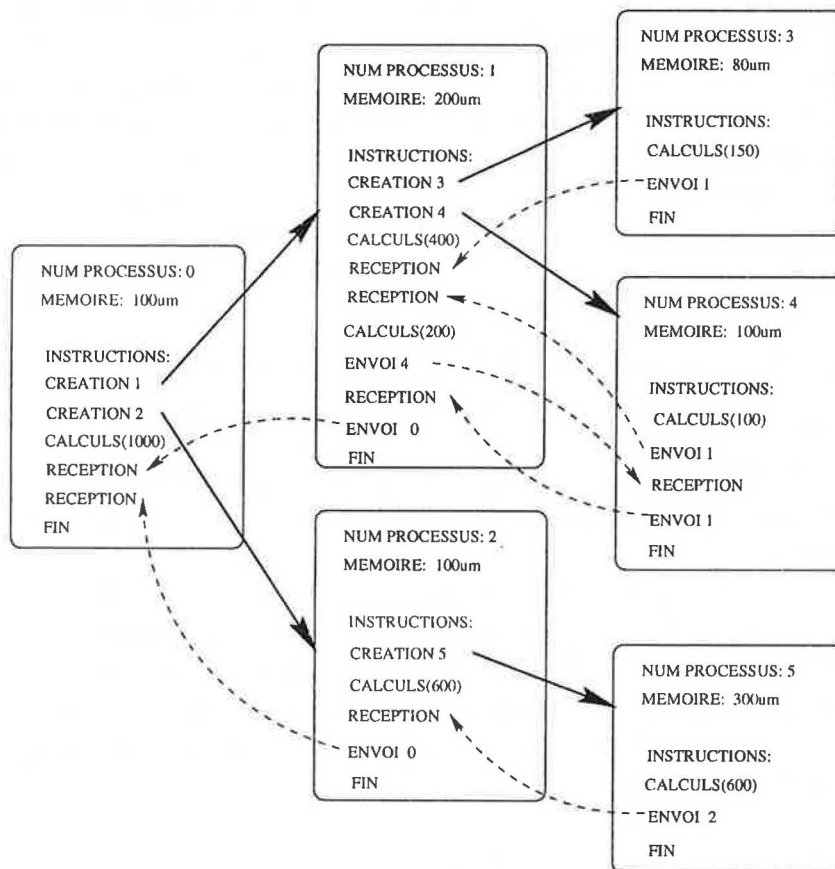 NUM PROCESSUS: 0
MEMOIRE: 100um
INSTRUCTIONS:
CREATION 1
CREATION 2
CALCULS(1000)
RECEPTION
RECEPTION
FIN
NUM PROCESSUS: 1
MEMOIRE: 200um
INSTRUCTIONS:
CREATION 3
CREATION 4
CALCULS(400)
RECEPTION
RECEPTION
CALCULS(200)
ENVOI 4
RECEPTION
ENVOI 0
FIN
NUM PROCESSUS: 2
MEMOIRE: 100um
INSTRUCTIONS:
CREATION 5
CALCULS(600)
RECEPTION
ENVOI 0
FIN
NUM PROCESSUS: 3
MEMOIRE: 80um
INSTRUCTIONS:
CALCULS(150)
ENVOI 1
FIN
NUM PROCESSUS: 4
MEMOIRE: 100um
INSTRUCTIONS:
CALCULS(100)
ENVOI 1
RECEPTION
ENVOI 1
FIN
NUM PROCESSUS: 5
MEMOIRE: 300um
INSTRUCTIONS:
CALCULS(600)
ENVOI 2
FIN